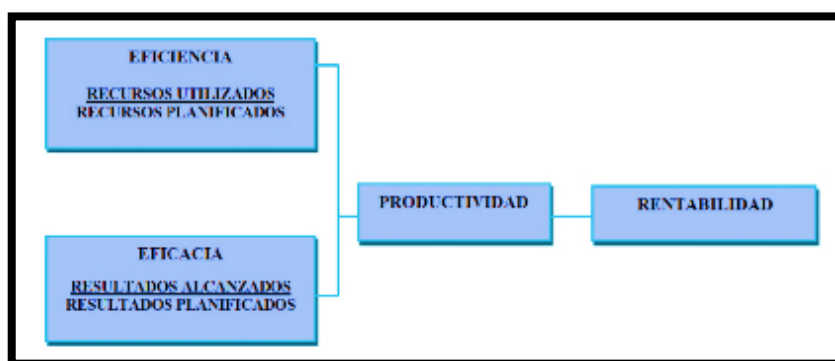 EFICIENCIA
RECURSOS UTILIZADOS
RECURSOS PLANIFICADOS
PRODUCTIVIDAD
RENTABILIDAD
EFICACIA
RESULTADOS ALCANZADOS
RESULTADOS PLANIFICADOS